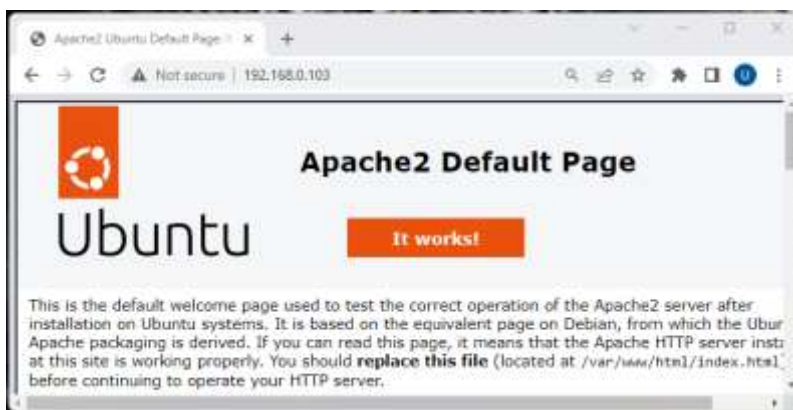 Apache2 Ubuntu Default Page
Not secure | 192.168.0.103
U
Apache2 Default Page
Ubuntu
It works!
This is the default welcome page used to test the correct operation of the Apache2 server after
installation on Ubuntu systems. It is based on the equivalent page on Debian, from which the Ubun
Apache packaging is derived. If you can read this page, it means that the Apache HTTP server insta
at this site is working properly. You should replace this file (located at /var/www/html/index.html)
before continuing to operate your HTTP server.